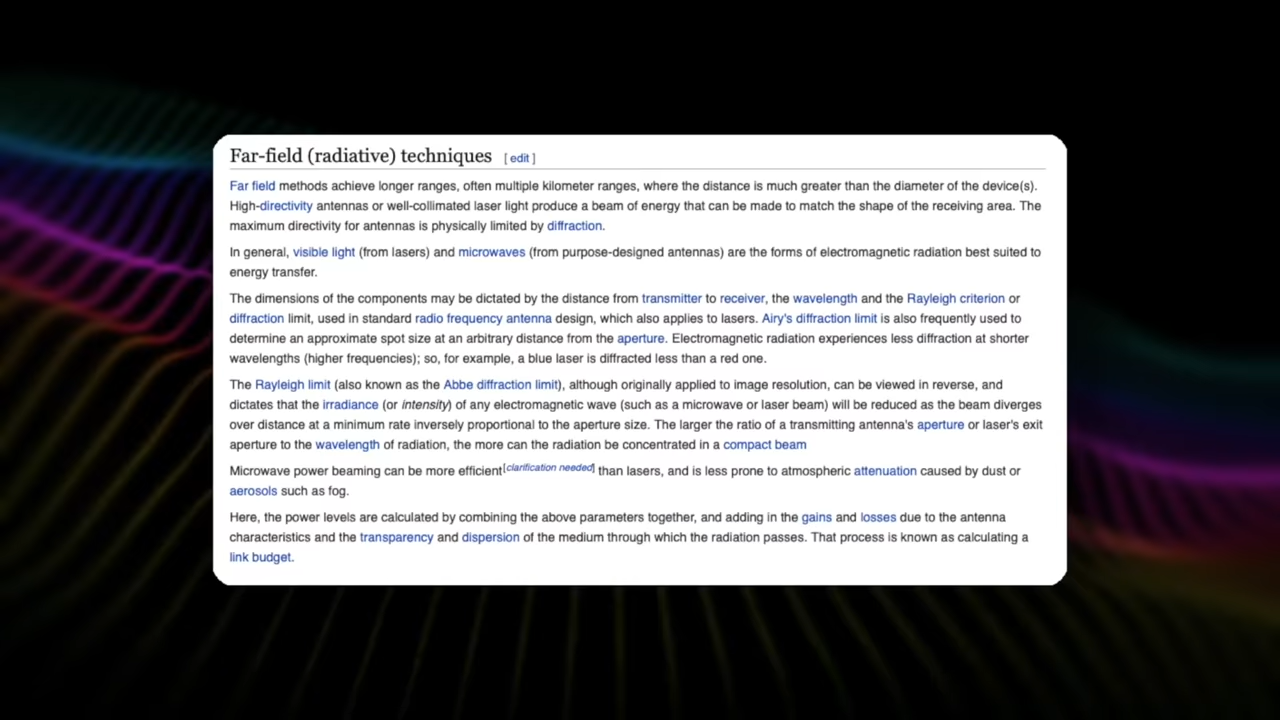 Far-field (radiative) techniques [ edit ]
Far field methods achieve longer ranges, often multiple kilometer ranges, where the distance is much greater than the diameter of the device(s).
High-directivity antennas or well-collimated laser light produce a beam of energy that can be made to match the shape of the receiving area. The
maximum directivity for antennas is physically limited by diffraction.
In general, visible light (from lasers) and microwaves (from purpose-designed antennas) are the forms of electromagnetic radiation best suited to
energy transfer.
The dimensions of the components may be dictated by the distance from transmitter to receiver, the wavelength and the Rayleigh criterion or
diffraction limit, used in standard radio frequency antenna design, which also applies to lasers. Airy's diffraction limit is also frequently used to
determine an approximate spot size at an arbitrary distance from the aperture. Electromagnetic radiation experiences less diffraction at shorter
wavelengths (higher frequencies); so, for example, a blue laser is diffracted less than a red one.
The Rayleigh limit (also known as the Abbe diffraction limit), although originally applied to image resolution, can be viewed in reverse, and
dictates that the irradiance (or intensity) of any electromagnetic wave (such as a microwave or laser beam) will be reduced as the beam diverges
over distance at a minimum rate inversely proportional to the aperture size. The larger the ratio of a transmitting antenna's aperture or laser's exit
aperture to the wavelength of radiation, the more can the radiation be concentrated in a compact beam
Microwave power beaming can be more efficient[clarification needed] than lasers, and is less prone to atmospheric attenuation caused by dust or
aerosols such as fog.
Here, the power levels are calculated by combining the above parameters together, and adding in the gains and losses due to the antenna
characteristics and the transparency and dispersion of the medium through which the radiation passes. That process is known as calculating a
link budget.